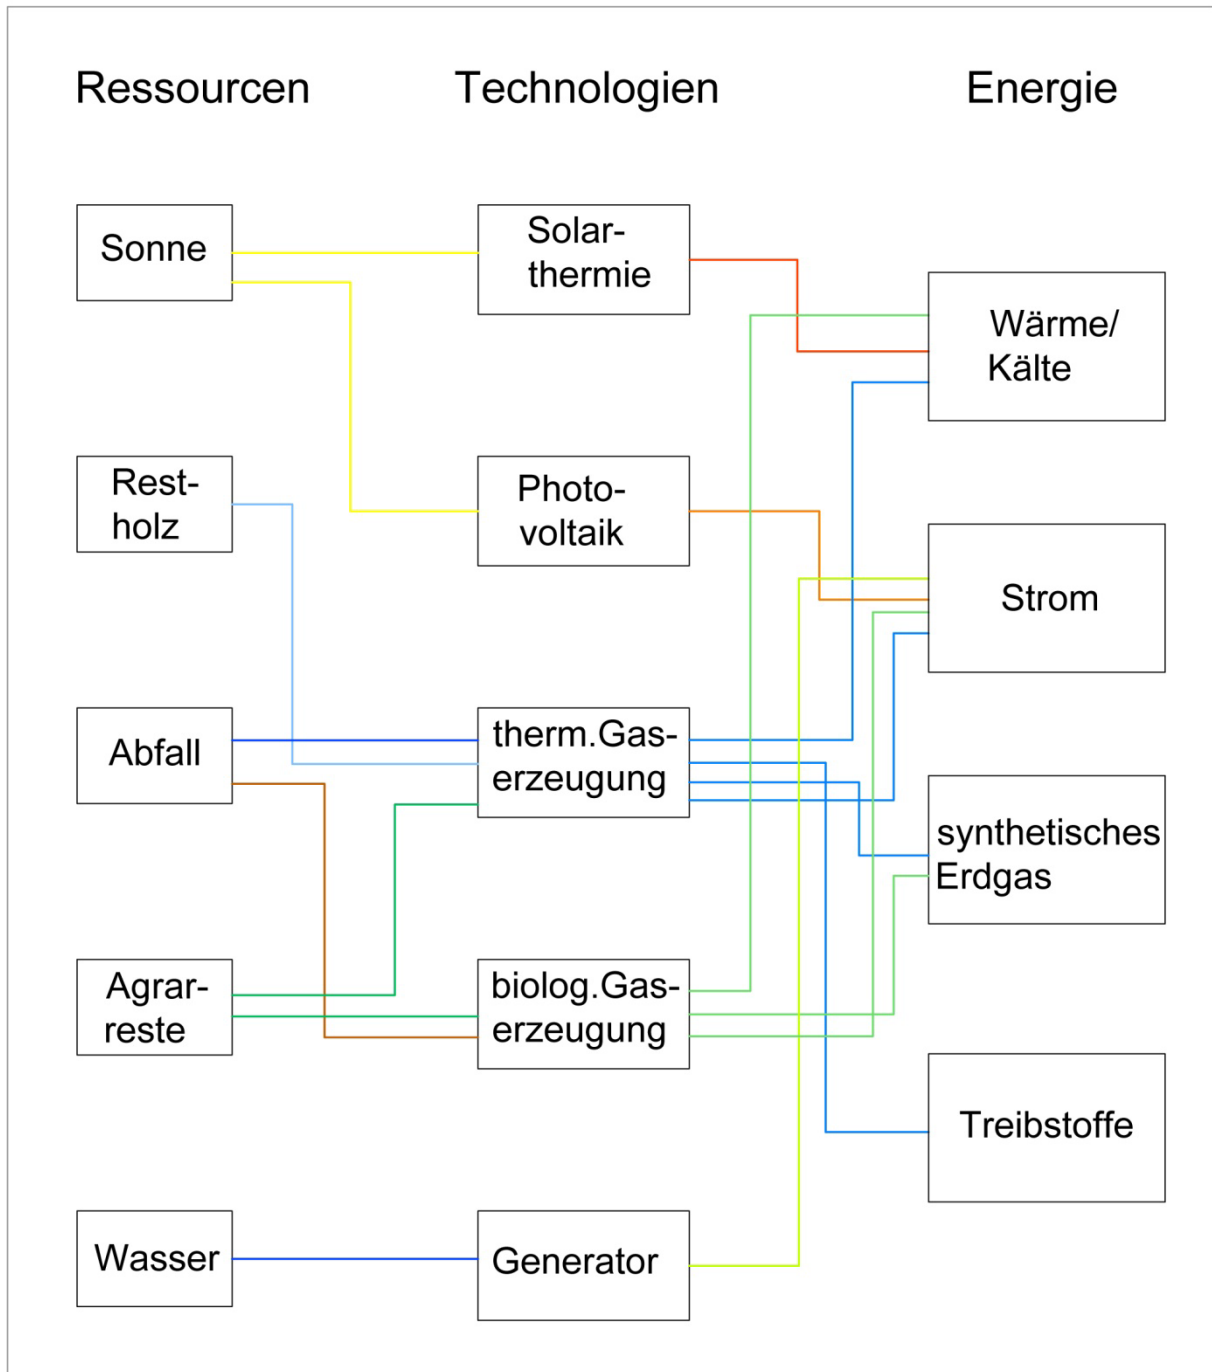 Ressourcen
Technologien
Energie
Sonne
Solar-
thermie
Wärme/
Kälte
Rest-
holz
Photo-
voltaik
Strom
Abfall
therm.Gas-
erzeugung
synthetisches
Erdgas
Agrar-
reste
biolog.Gas-
erzeugung
Treibstoffe
Wasser
Generator